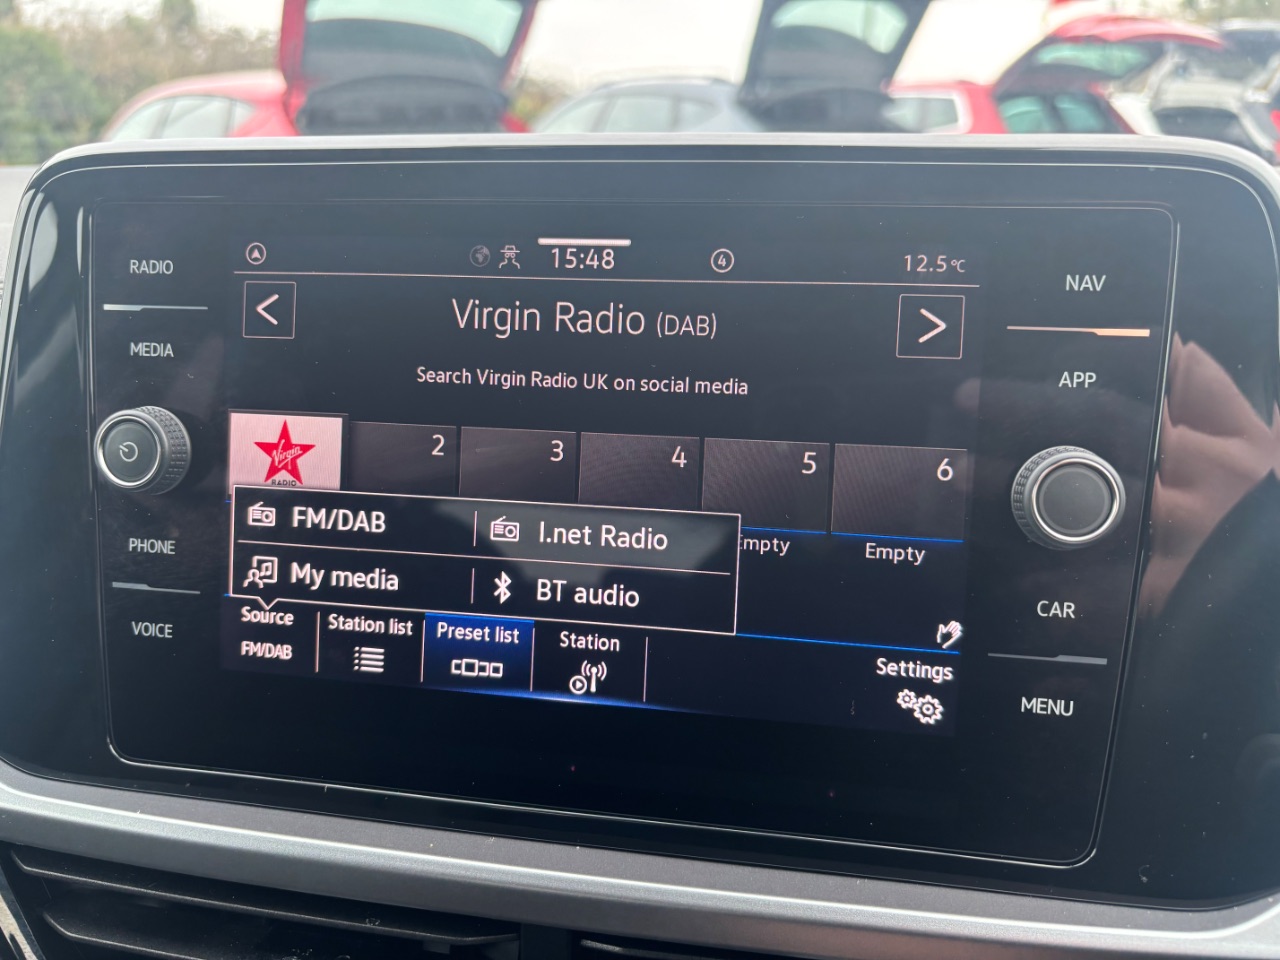 RADIO
MEDIA
PHONE
VOICE
15:48
4
12.5°C
Virgin Radio (DAB)
Search Virgin Radio UK on social media
Virgin
RADIO
2
3
4
5
6
Empty
Empty
FM/DAB
I.net Radio
My media
BT audio
Source
FM/DAB
Station list
Preset list
Station
Settings
NAV
APP
CAR
MENU